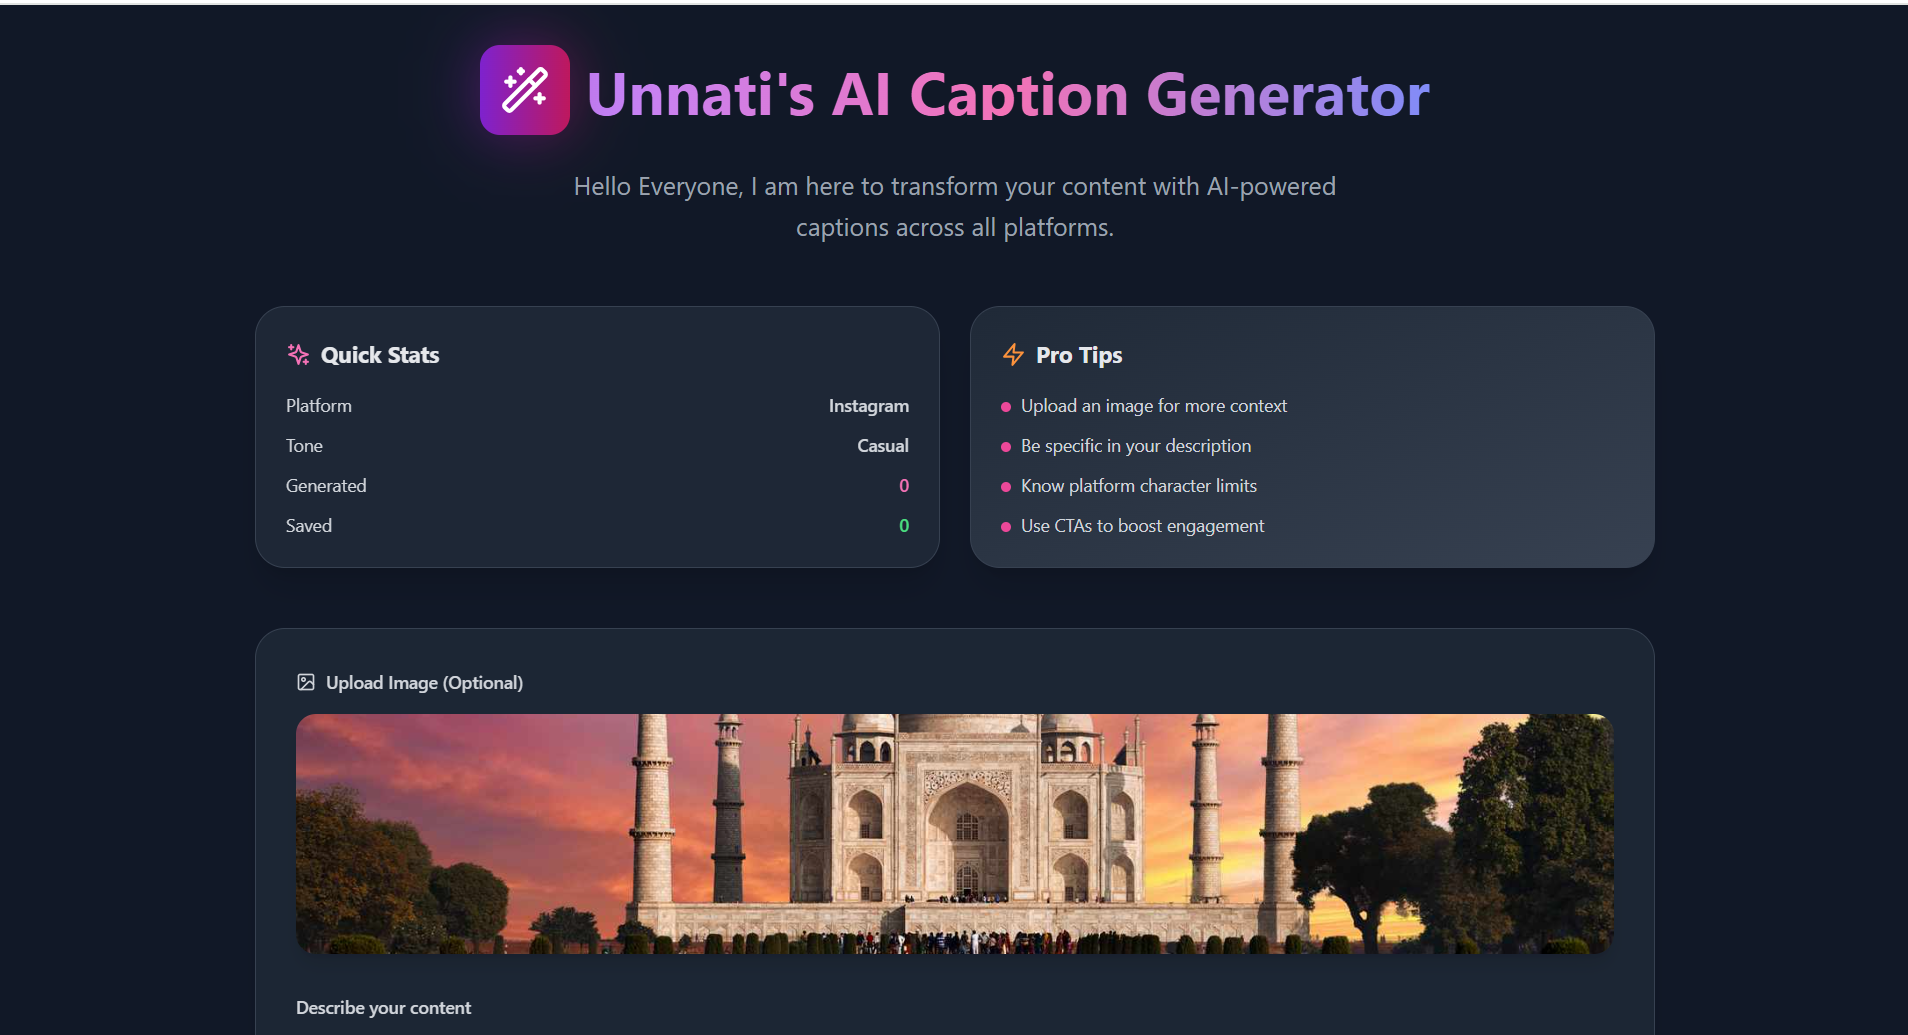 Unnati's AI Caption Generator
Hello Everyone, I am here to transform your content with AI-powered
captions across all platforms.
Quick Stats
Platform Instagram
Tone Casual
Generated 0
Saved 0
Pro Tips
Upload an image for more context
Be specific in your description
Know platform character limits
Use CTAs to boost engagement
Upload Image (Optional)
Describe your content